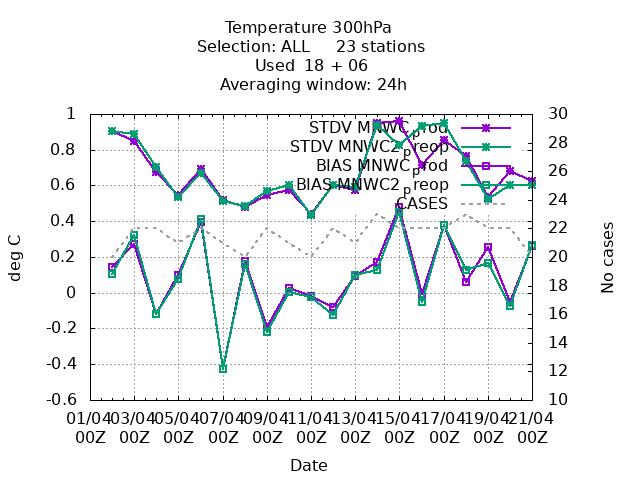 Temperature 300hPa
Selection: ALL 23 stations
Used 18 + 06
Averaging window: 24h
1
0.8
0.6
0.4
0.2
0
-0.2
-0.4
-0.6
deg C
30
28
26
24
22
20
18
16
14
12
10
No cases
STDV MNWC_prod
STDV MNWC2_preop
BIAS MNWC_prod
BIAS MNWC2_preop
CASES
01/04 03/04 05/04 07/04 09/04 11/04 13/04 15/04 17/04 19/04 21/04
00Z 00Z 00Z 00Z 00Z 00Z 00Z 00Z 00Z 00Z 00Z
Date